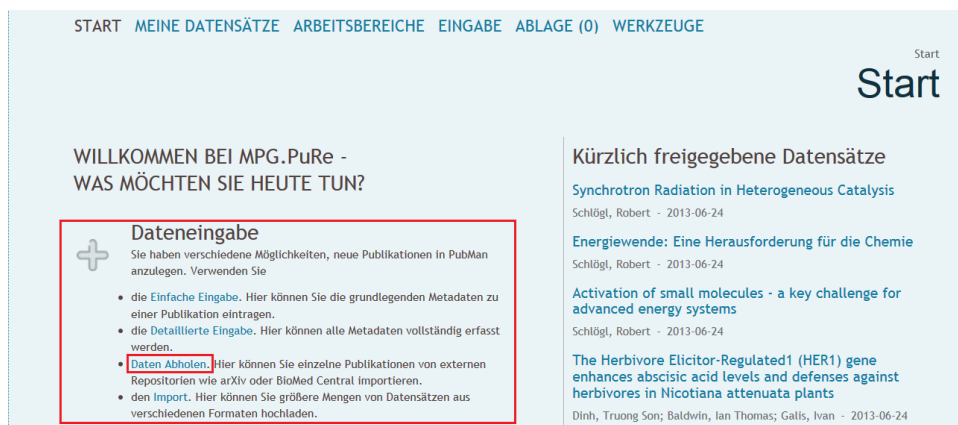 START MEINE DATENSÄTZE ARBEITSBEREICHE EINGABE ABLAGE (0) WERKZEUGE
Start
Start
WILLKOMMEN BEI MPG.PuRe -
WAS MÖCHTEN SIE HEUTE TUN?
Dateneingabe
Sie haben verschiedene Möglichkeiten, neue Publikationen in PubMan
anzulegen. Verwenden Sie
• die Einfache Eingabe. Hier können Sie die grundlegenden Metadaten zu
einer Publikation eintragen.
• die Detaillierte Eingabe. Hier können alle Metadaten vollständig erfasst
werden.
• Daten Abholen. Hier können Sie einzelne Publikationen von externen
Repositorien wie arXiv oder BioMed Central importieren.
• den Import. Hier können Sie größere Mengen von Datensätzen aus
verschiedenen Formaten hochladen.
Kürzlich freigegebene Datensätze
Synchrotron Radiation in Heterogeneous Catalysis
Schlögl, Robert - 2013-06-24
Energiewende: Eine Herausforderung für die Chemie
Schlögl, Robert - 2013-06-24
Activation of small molecules - a key challenge for
advanced energy systems
Schlögl, Robert - 2013-06-24
The Herbivore Elicitor-Regulated1 (HER1) gene
enhances abscisic acid levels and defenses against
herbivores in Nicotiana attenuata plants
Dinh, Truong Son; Baldwin, Ian Thomas; Galis, Ivan - 2013-06-24